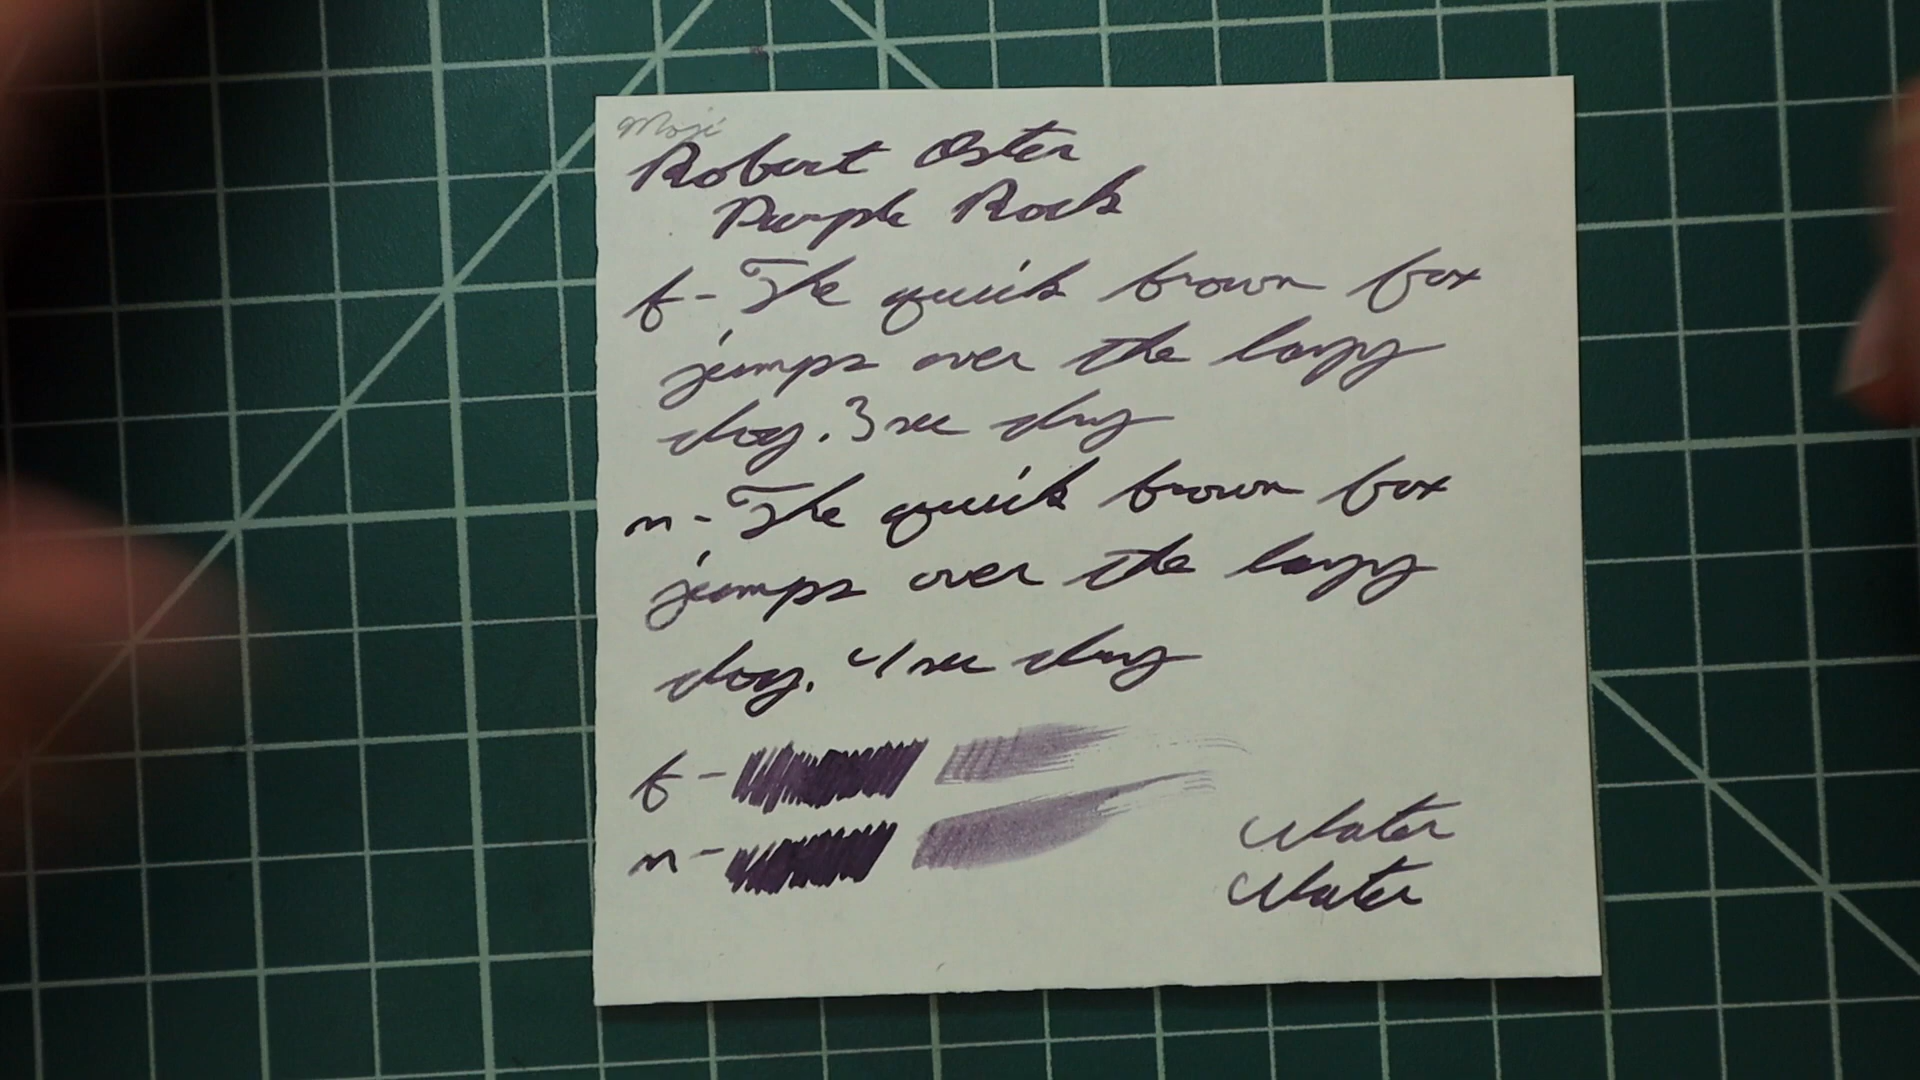 Moji
Robert Oster
Purple Rock
f - The quick brown fox
jumps over the lazy
dog. 3 sec dry
m - The quick brown fox
jumps over the lazy
dog. 4 sec dry
f -
m -
Water
Water